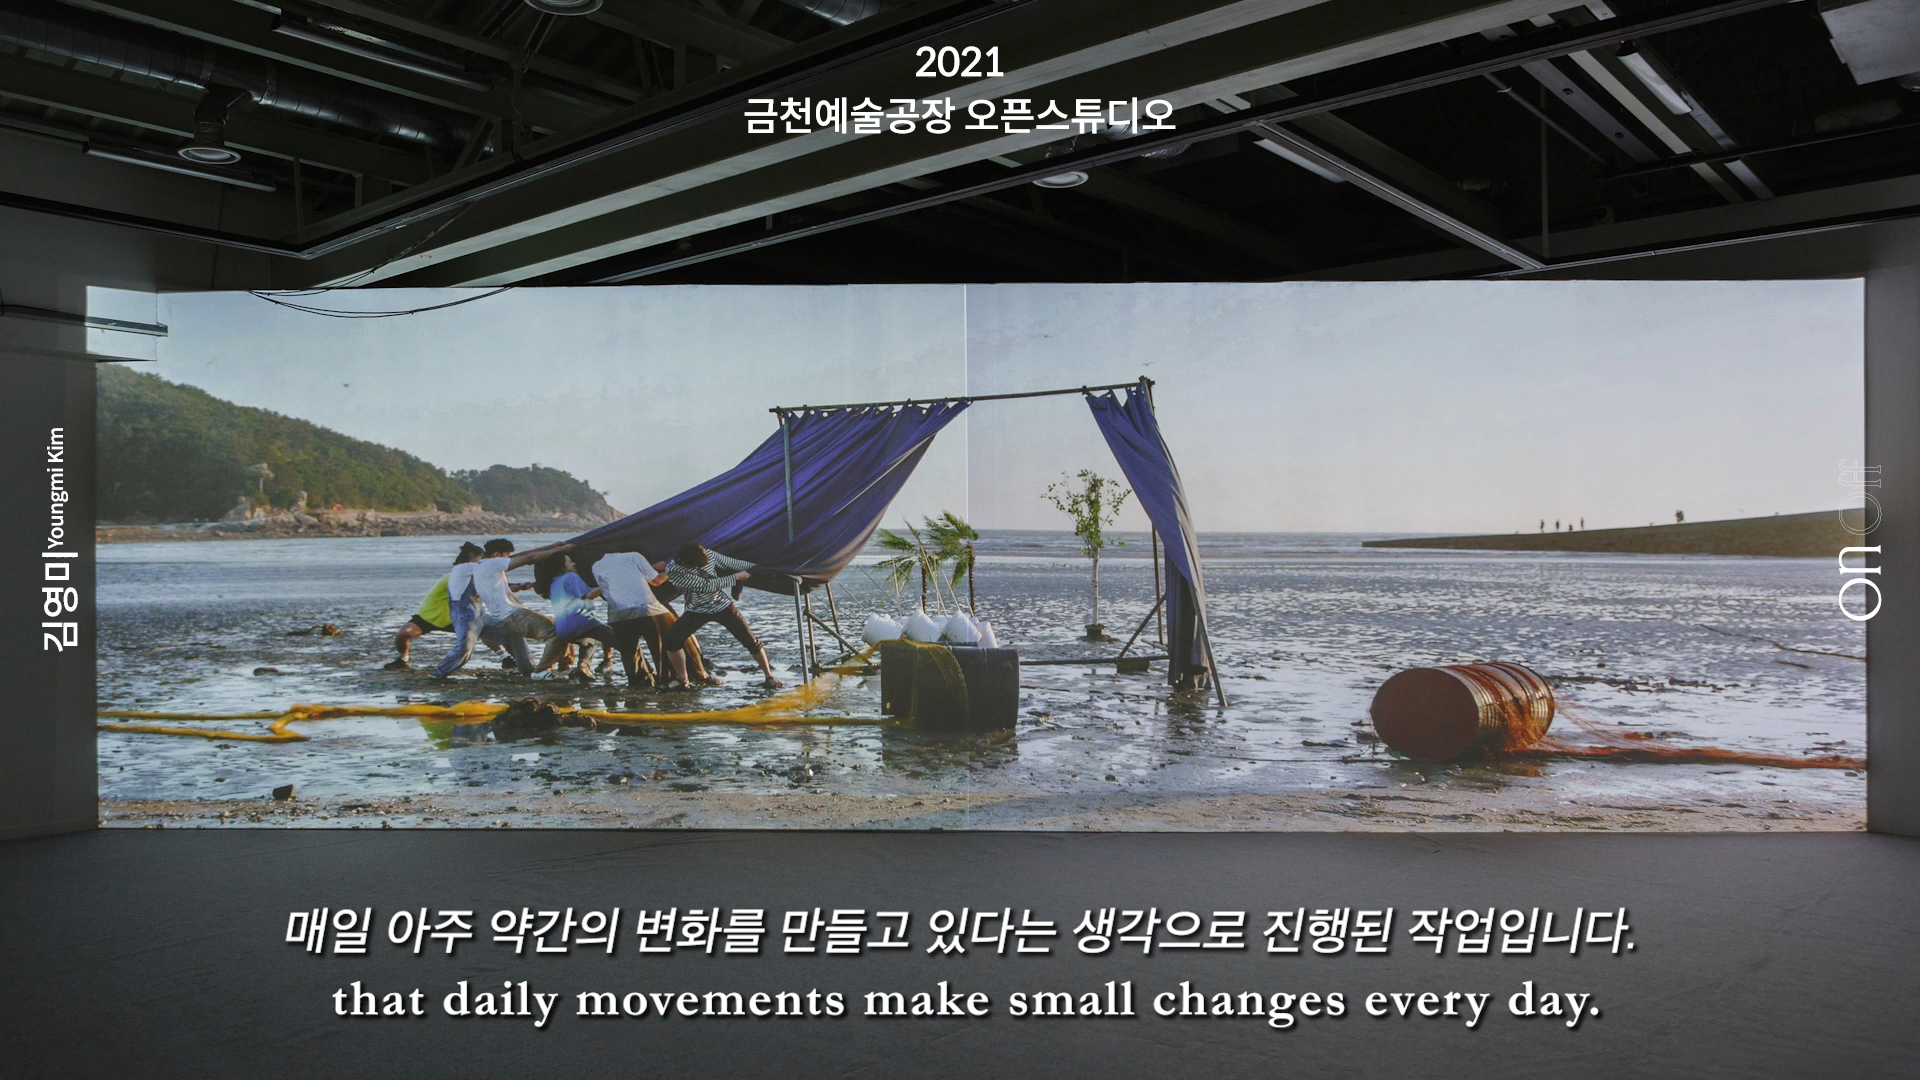 2021
금천예술공장 오픈스튜디오
김영미 Youngmi Kim
on Off
매일 아주 약간의 변화를 만들고 있다는 생각으로 진행된 작업입니다.
that daily movements make small changes every day.